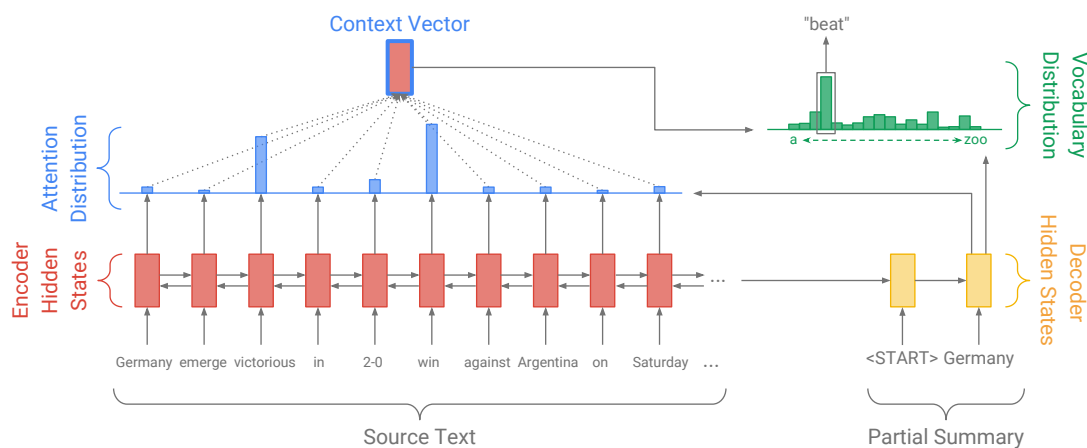 Context Vector
"beat"
Vocabulary
Distribution
a
zoo
Attention
Distribution
Encoder
Hidden
States
Decoder
Hidden States
...
Germany emerge victorious in 2-0 win against Argentina on Saturday ...
<START> Germany
Source Text
Partial Summary